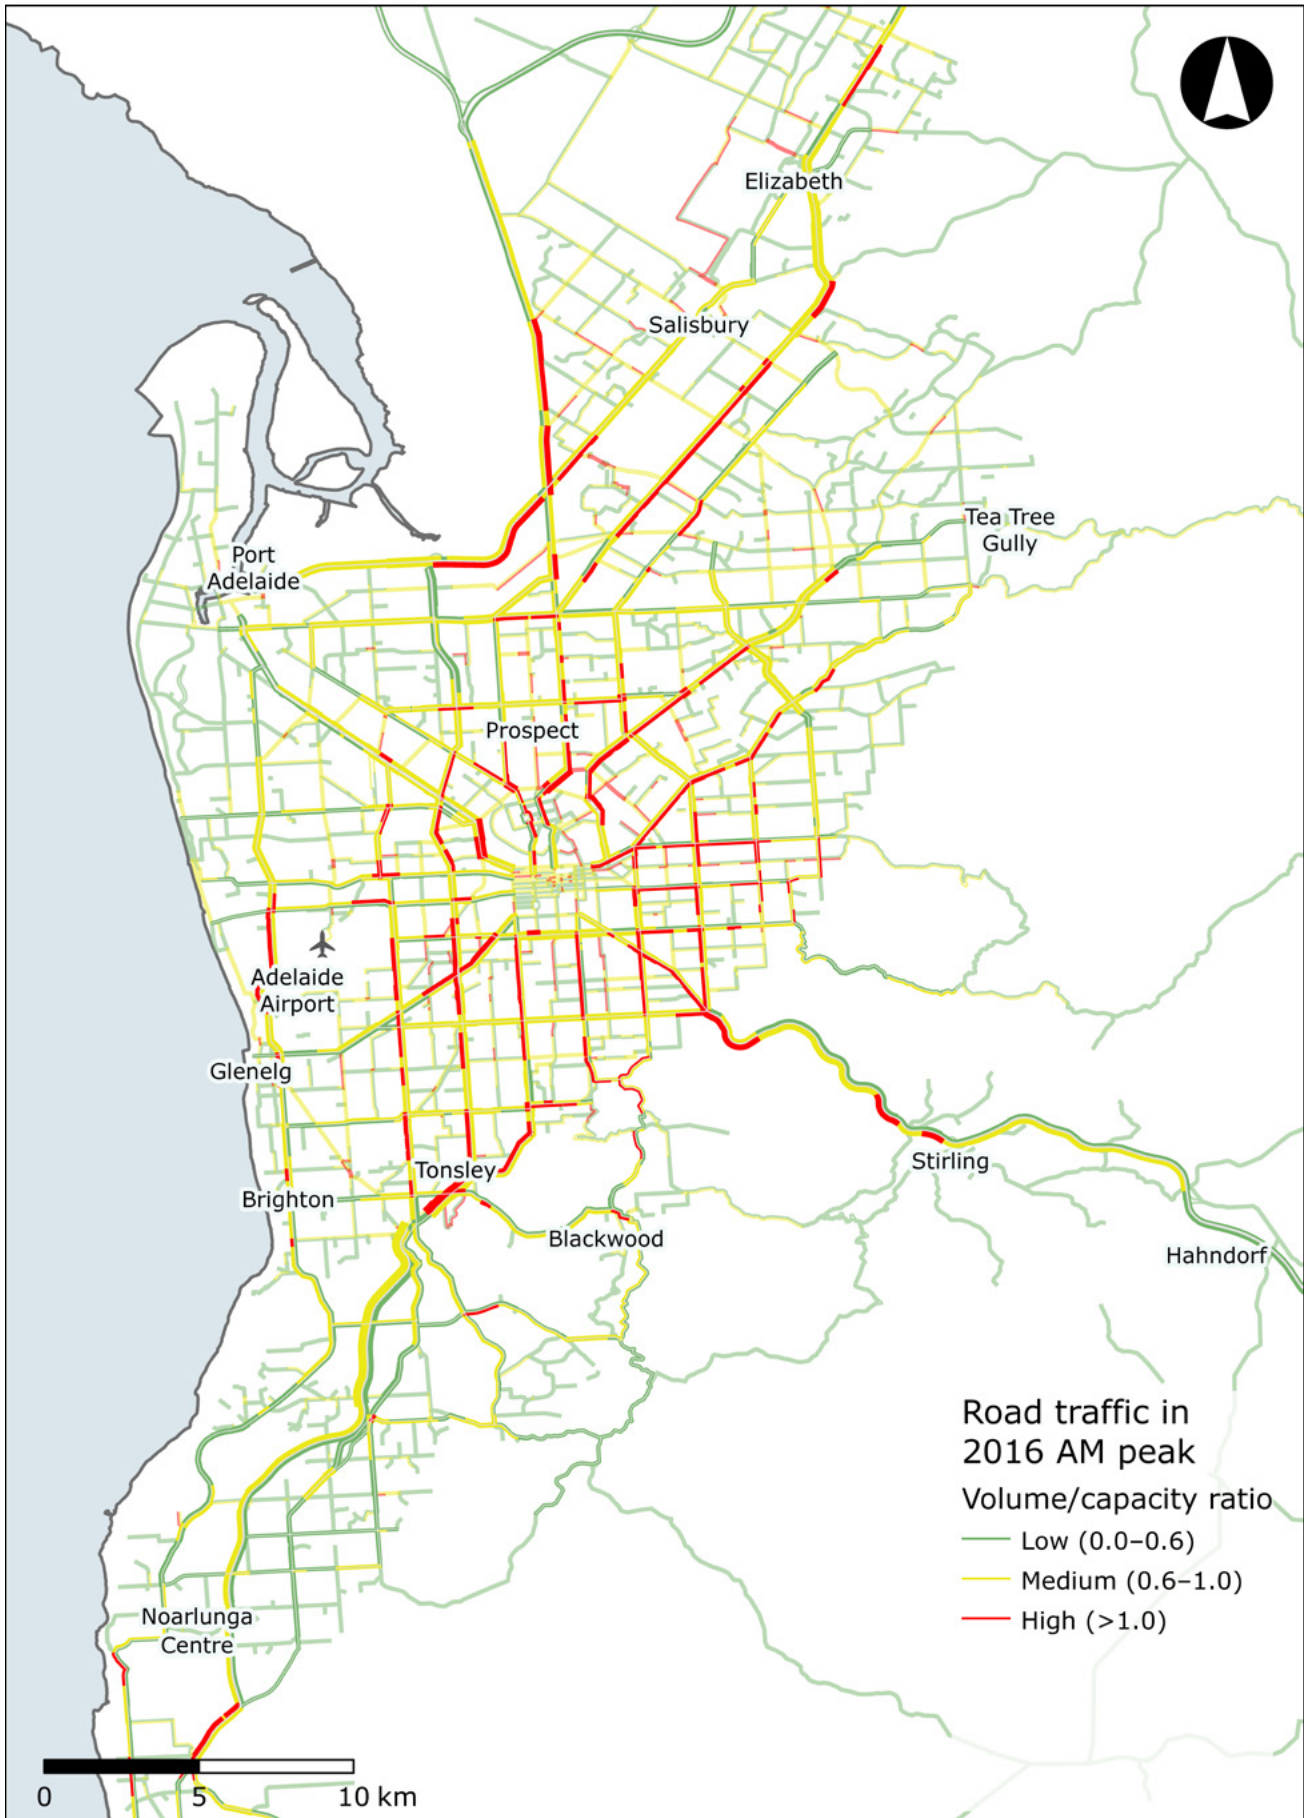 Elizabeth
Salisbury
Tea Tree
Gully
Port
Adelaide
Prospect
Adelaide
Airport
Glenelg
Tonsley
Stirling
Brighton
Blackwood
Hahndorf
Road traffic in
2016 AM peak
Volume/capacity ratio
Low (0.0–0.6)
Medium (0.6–1.0)
High (>1.0)
Noarlunga
Centre
0 5 10 km